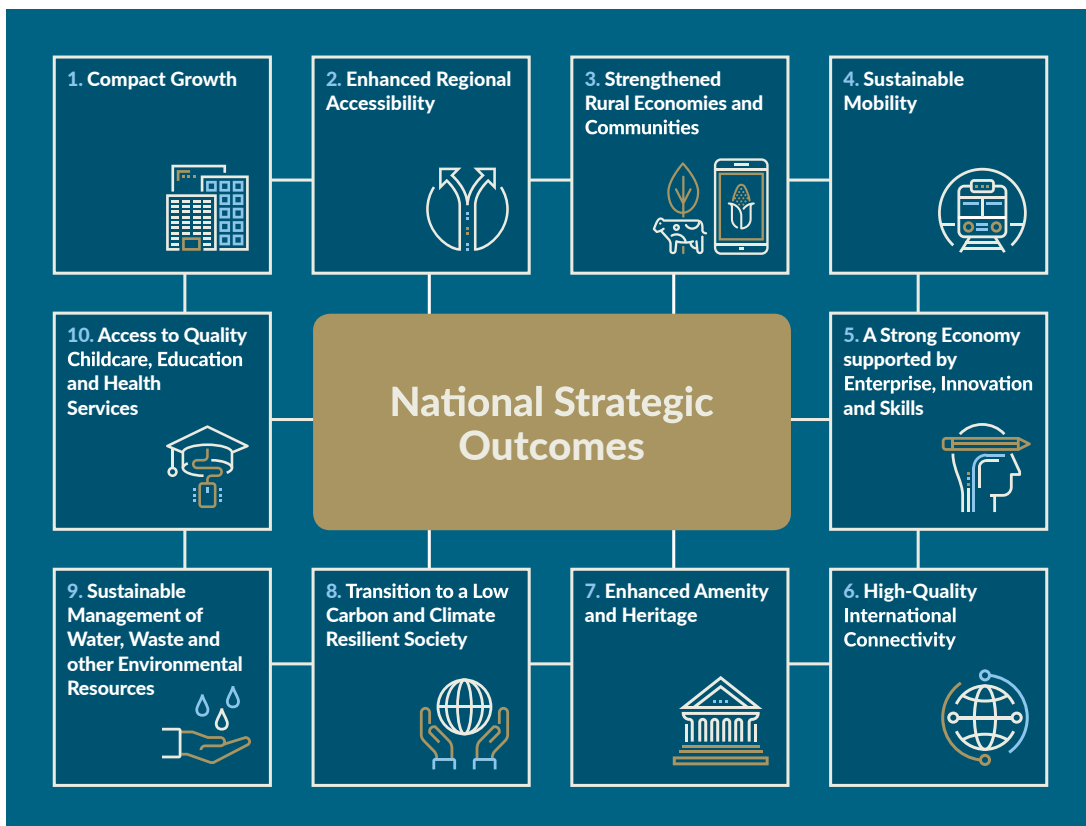 1. Compact Growth
2. Enhanced Regional
Accessibility
3. Strengthened
Rural Economies and
Communities
4. Sustainable
Mobility
10. Access to Quality
Childcare, Education
and Health
Services
National Strategic
Outcomes
5. A Strong Economy
supported by
Enterprise, Innovation
and Skills
9. Sustainable
Management of
Water, Waste and
other Environmental
Resources
8. Transition to a Low
Carbon and Climate
Resilient Society
7. Enhanced Amenity
and Heritage
6. High-Quality
International
Connectivity